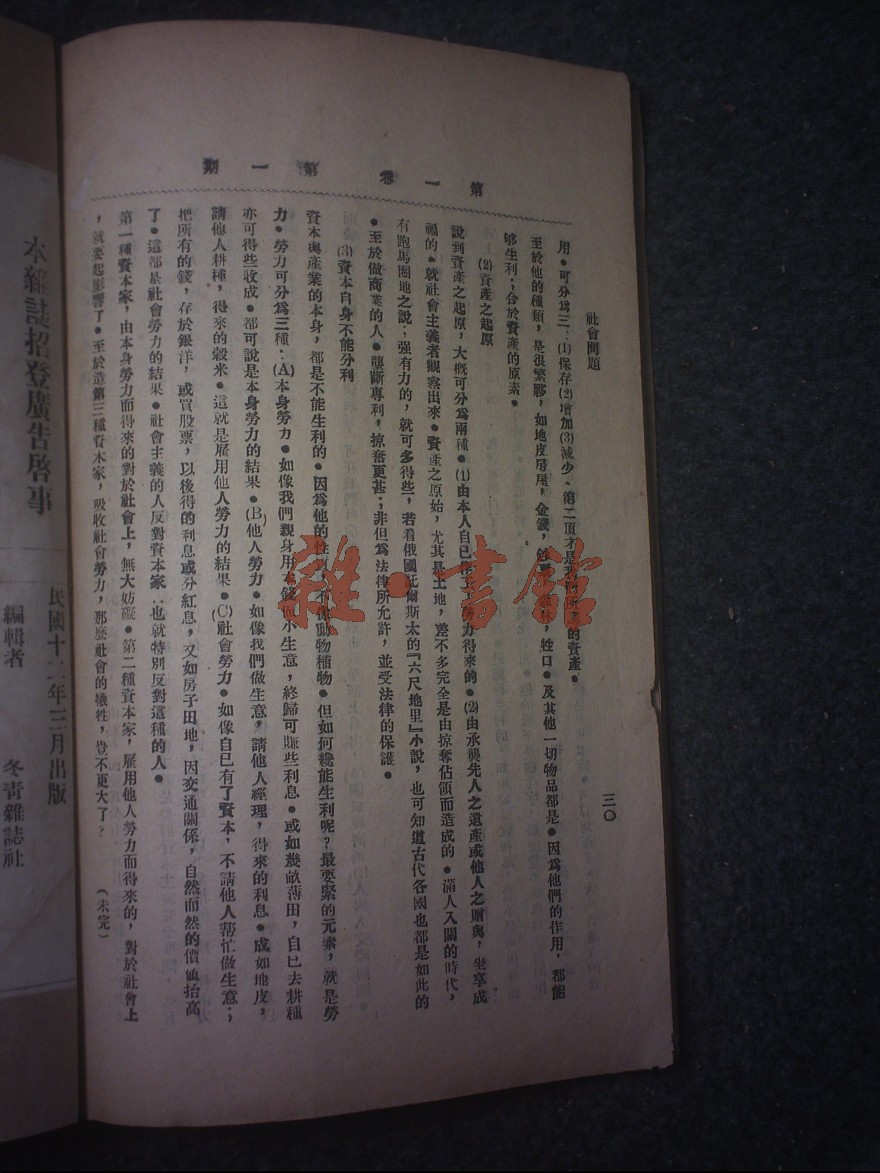 第一卷 第一期
社會問題
三〇
用●可分為三：(1)保存(2)增加(3)減少、第二項才是我們所 的資產●
至於他的種類，是很繁夥，如地皮房屋，金錢， 牲口●及其他一切物品都是●因為他們的作用，都能
够生利；合於資產的原素●
(2)資產之起原
說到資產之起原，大概可分為兩種●(1)由本人自已 勞力得來的●(2)由承襲先人之遺產或他人之贈與，坐享成
福的●就社會主義者觀察出來●資產之原始，尤其是土地，差不多完全是由掠奪佔領而造成的●滿人入關的時代，
有跑馬圈地之說；强有力的，就可多得些，若看俄國托爾斯太的『六尺地里』小說，也可知道古代各國也都是如此的
●至於做商業的人●壟斷專利，掠奪更甚；非但為法律所允許，並受法律的保護●
(3)資本自身不能分利
資本與產業的本身，都是不能生利的●因為他的性 不像動物植物●但如何纔能生利呢？最要緊的元素，就是勞
力●勞力可分為三種：(A)本身勞力●如像我們親身用本錢做小生意，終歸可賺些利息●或如幾畝薄田，自已去耕種
亦可得些收成●都可說是本身勞力的結果●(B)他人勞力●如像我們做生意，請他人經理，得來的利息●或如地皮，
請他人耕種，得來的穀米●這就是雇用他人勞力的結果●(C)社會勞力●如像自已有了資本，不請他人幇忙做生意；
把所有的錢，存於銀洋，或買股票，以後得的利息或分紅息，又如房子田地，因交通關係，自然而然的價值抬高
了●這都是社會勞力的結果●社會主義的人反對資本家：也就特別反對這種的人●
第一種資本家，由本身勞力而得來的對於社會上，無大妨礙●第二種資本家，雇用他人勞力而得來的，對於社會上
，就要起影響了●至於這第三種資本家，吸收社會勞力，那麼社會的犧牲，豈不更大了？ （未完）
民國十二年三月出版
編輯者 冬青雜誌社
本雜誌招登廣告啓事
雜·書館